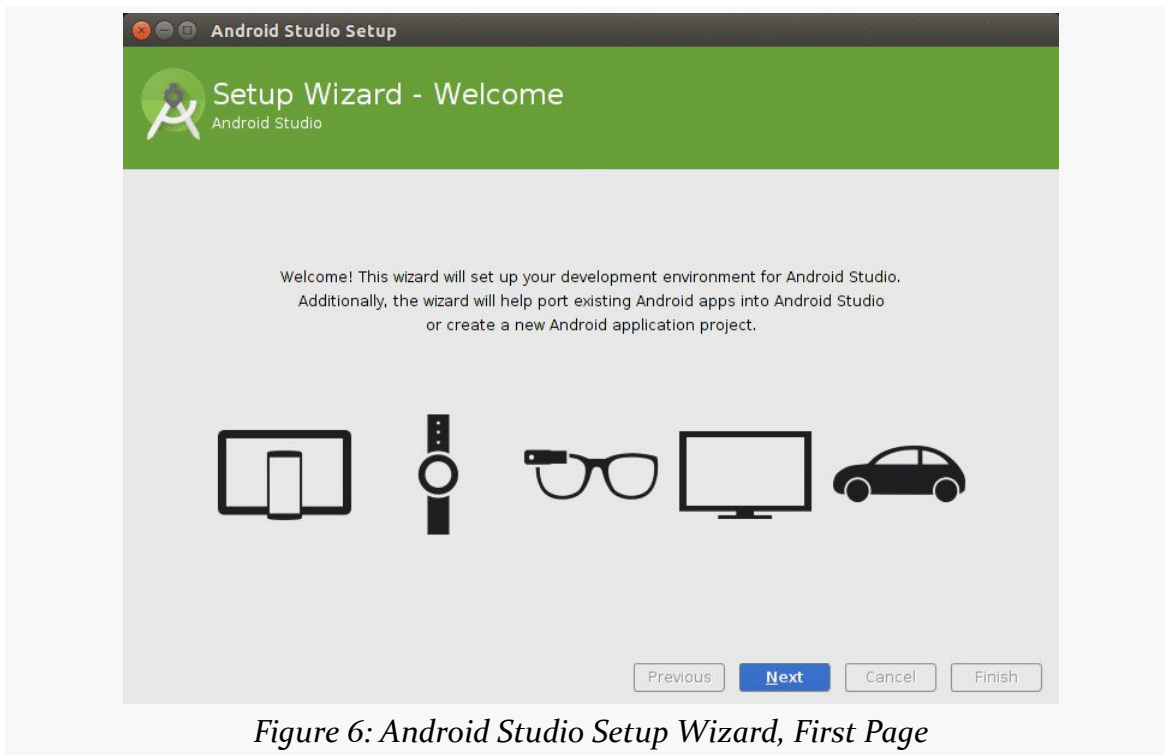 Android Studio Setup
Setup Wizard - Welcome
Android Studio
Welcome! This wizard will set up your development environment for Android Studio.
Additionally, the wizard will help port existing Android apps into Android Studio
or create a new Android application project.
Previous
Next
Cancel
Finish
Figure 6: Android Studio Setup Wizard, First Page